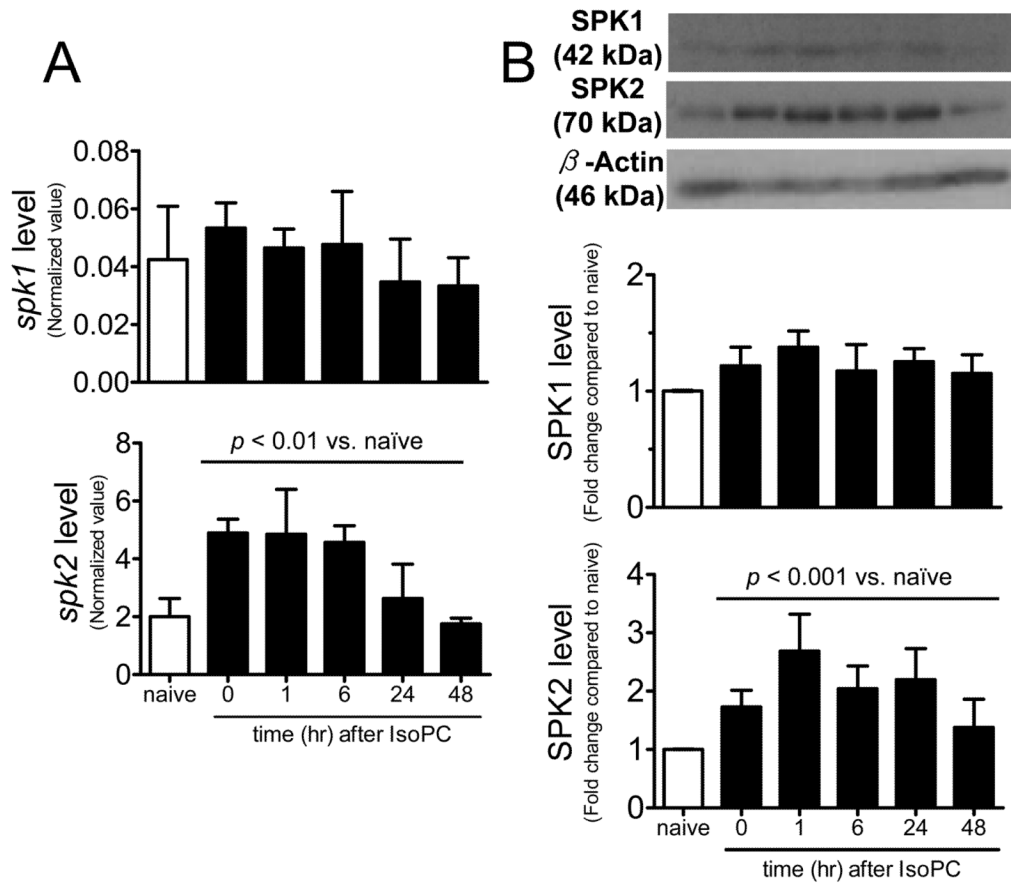 A
0.08
0.06
0.04
0.02
0.00
spk1 level
(Normalized value)
p < 0.01 vs. naïve
8
6
4
2
0
spk2 level
(Normalized value)
naive
0
1
6
24
48
time (hr) after IsoPC
B
SPK1
(42 kDa)
SPK2
(70 kDa)
β-Actin
(46 kDa)
2
1
0
SPK1 level
(Fold change compared to naive)
p < 0.001 vs. naïve
4
3
2
1
0
SPK2 level
(Fold change compared to naive)
naive
0
1
6
24
48
time (hr) after IsoPC